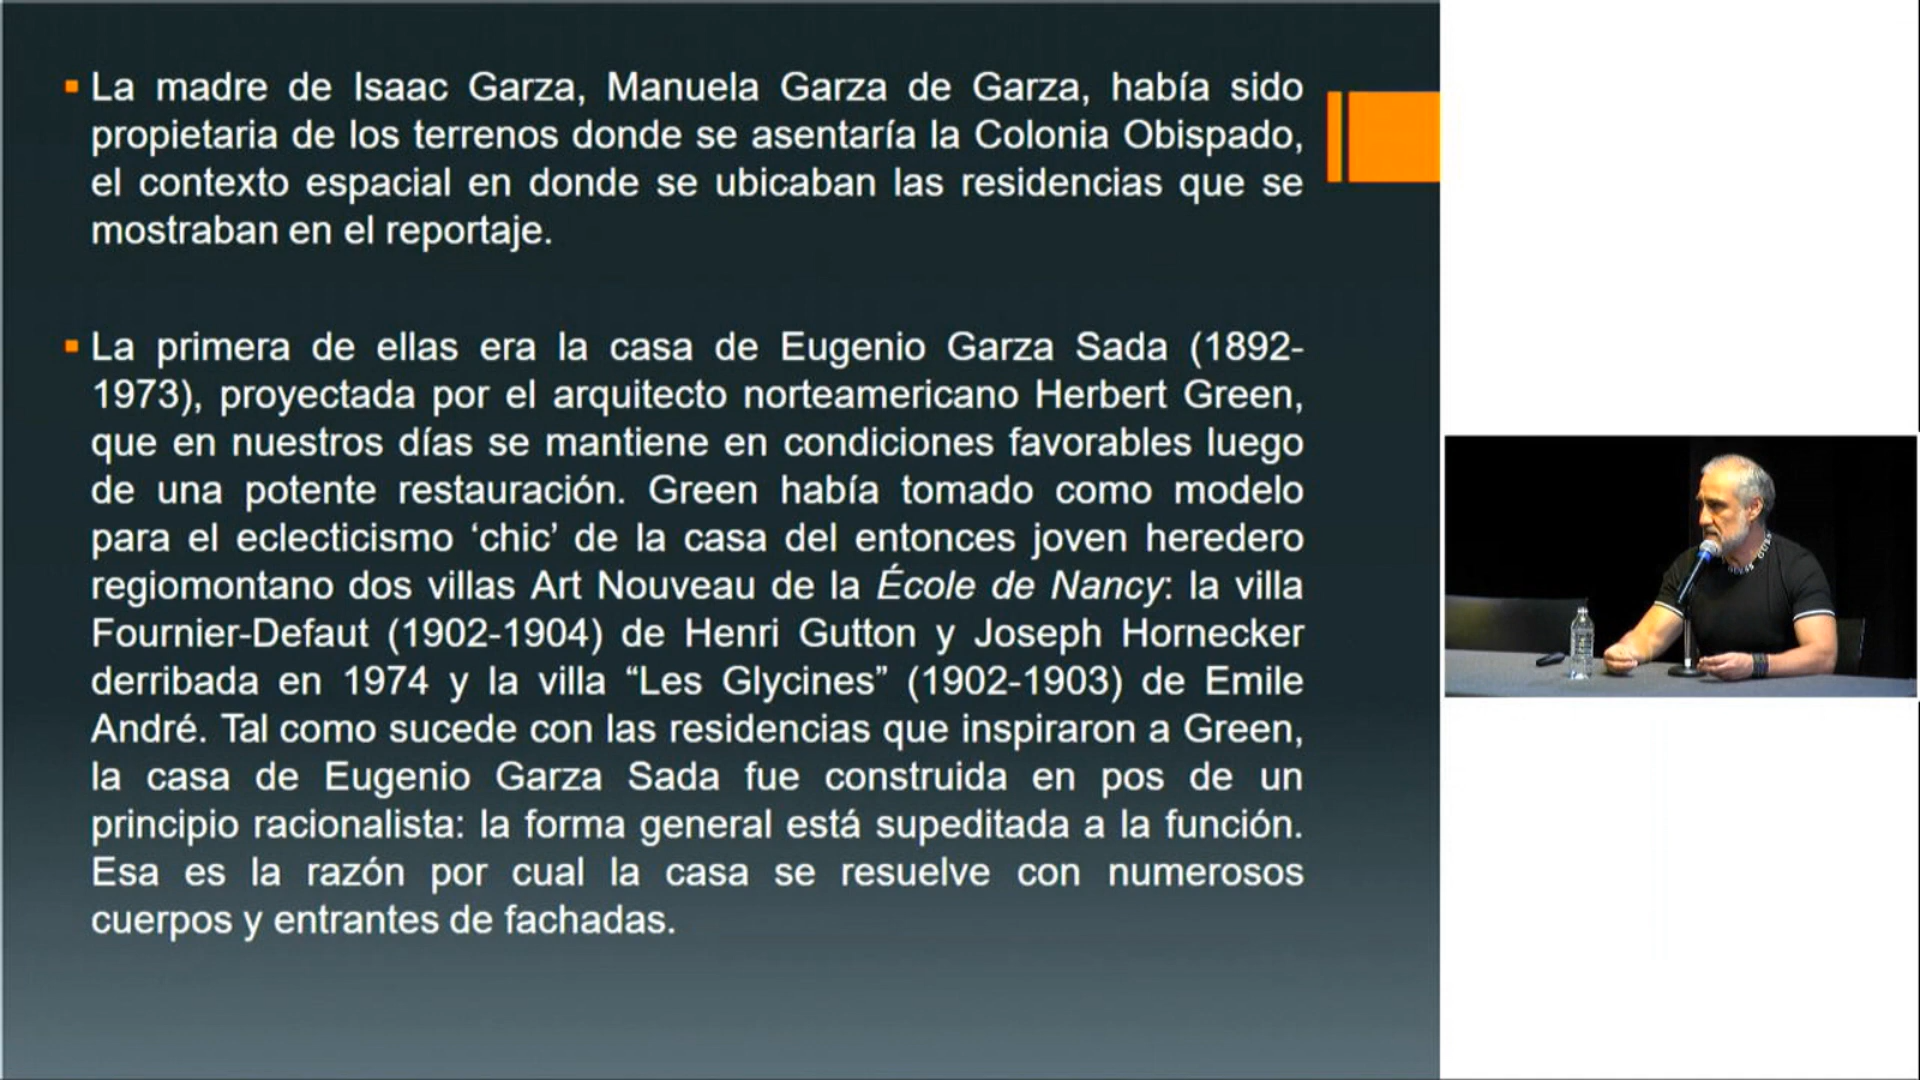 La madre de Isaac Garza, Manuela Garza de Garza, había sido
propietaria de los terrenos donde se asentaría la Colonia Obispado,
el contexto espacial en donde se ubicaban las residencias que se
mostraban en el reportaje.
La primera de ellas era la casa de Eugenio Garza Sada (1892-
1973), proyectada por el arquitecto norteamericano Herbert Green,
que en nuestros días se mantiene en condiciones favorables luego
de una potente restauración. Green había tomado como modelo
para el eclecticismo ‘chic’ de la casa del entonces joven heredero
regiomontano dos villas Art Nouveau de la École de Nancy: la villa
Fournier-Defaut (1902-1904) de Henri Gutton y Joseph Hornecker
derribada en 1974 y la villa “Les Glycines” (1902-1903) de Emile
André. Tal como sucede con las residencias que inspiraron a Green,
la casa de Eugenio Garza Sada fue construida en pos de un
principio racionalista: la forma general está supeditada a la función.
Esa es la razón por cual la casa se resuelve con numerosos
cuerpos y entrantes de fachadas.